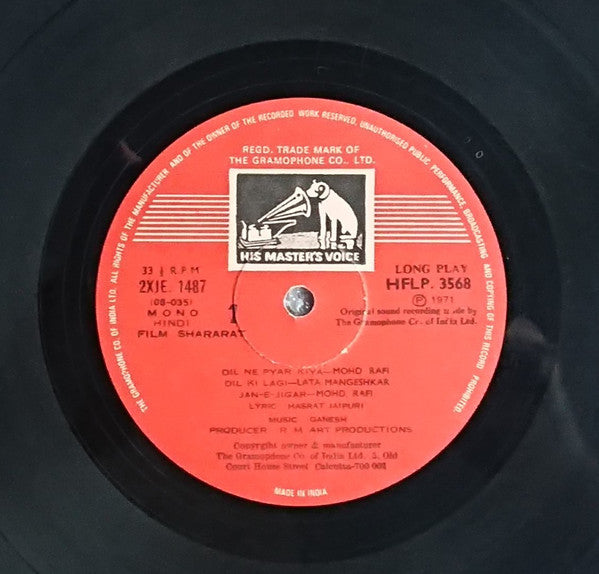 THE GRAMOPHONE CO. OF INDIA LTD. ALL RIGHTS OF THE MANUFACTURER AND OF THE OWNER OF THE RECORDED WORK RESERVED. UNAUTHORISED PUBLIC PERFORMANCE, BROADCASTING AND COPYING OF THIS RECORD PROHIBITED
REGD. TRADE MARK OF
THE GRAMOPHONE CO., LTD.
HIS MASTER'S VOICE
33 ⅓ R.P.M
2XJE. 1487
(08-035)
MONO
HINDI
FILM SHARARAT
1
LONG PLAY
HFLP. 3568
Ⓟ 1971
Original sound recording made by
The Gramophone Co. of India Ltd.
DIL NE PYAR KIYA—MOHD RAFI
DIL KI LAGI—LATA MANGESHKAR
JAN-E-JIGAR—MOHD. RAFI
LYRIC HASRAT JAIPURI
MUSIC GANESH
PRODUCER R M ART PRODUCTIONS
Copyright owner & manufacturer
The Gramophone Co of India Ltd. 5, Old
Court House Street Calcutta-700 001
MADE IN INDIA